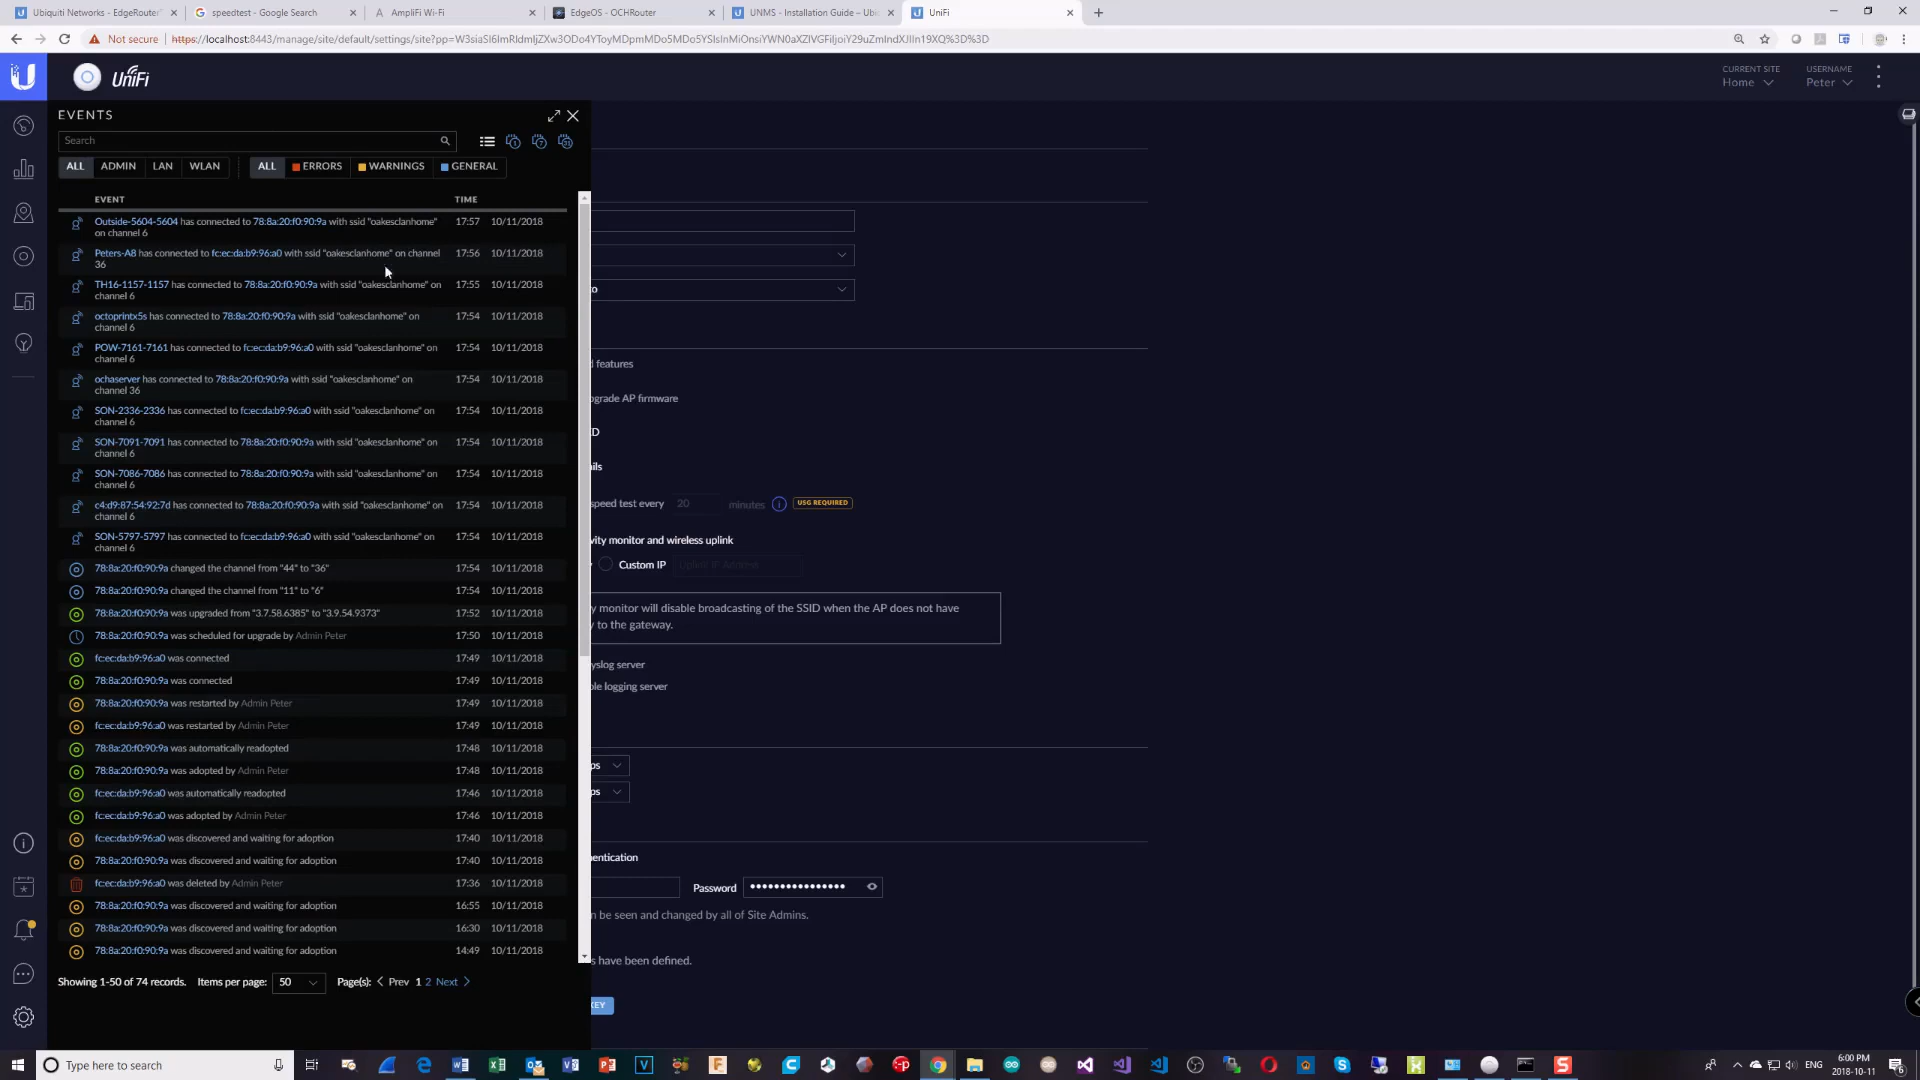 Ubiquiti Networks - EdgeRouter
speedtest - Google Search
AmpliFi Wi-Fi
EdgeOS - OCHRouter
UNMS - Installation Guide – Ubi
UniFi
Not secure
UniFi
CURRENT SITE
Home
USERNAME
Peter
EVENTS
Search
ALL ADMIN LAN WLAN ALL ERRORS WARNINGS GENERAL
EVENT TIME
Outside-5604-5604 has connected to 78:8a:20:f0:90:9a with ssid "oakesclanhome" 17:57 10/11/2018
on channel 6
Peters-A8 has connected to fc:ec:da:b9:96:a0 with ssid "oakesclanhome" on channel 17:56 10/11/2018
36
TH16-1157-1157 has connected to 78:8a:20:f0:90:9a with ssid "oakesclanhome" on 17:55 10/11/2018
channel 6
octoprintx5s has connected to 78:8a:20:f0:90:9a with ssid "oakesclanhome" on 17:54 10/11/2018
channel 6
POW-7161-7161 has connected to fc:ec:da:b9:96:a0 with ssid "oakesclanhome" on 17:54 10/11/2018
channel 6
ochaserver has connected to 78:8a:20:f0:90:9a with ssid "oakesclanhome" on 17:54 10/11/2018
channel 36
SON-2336-2336 has connected to fc:ec:da:b9:96:a0 with ssid "oakesclanhome" on 17:54 10/11/2018
channel 6
SON-7091-7091 has connected to 78:8a:20:f0:90:9a with ssid "oakesclanhome" on 17:54 10/11/2018
channel 6
SON-7086-7086 has connected to 78:8a:20:f0:90:9a with ssid "oakesclanhome" on 17:54 10/11/2018
channel 6
c4:d9:87:54:92:7d has connected to 78:8a:20:f0:90:9a with ssid "oakesclanhome" on 17:54 10/11/2018
channel 6
SON-5797-5797 has connected to fc:ec:da:b9:96:a0 with ssid "oakesclanhome" on 17:54 10/11/2018
channel 6
78:8a:20:f0:90:9a changed the channel from "44" to "36" 17:54 10/11/2018
78:8a:20:f0:90:9a changed the channel from "11" to "6" 17:54 10/11/2018
78:8a:20:f0:90:9a was upgraded from "3.7.58.6385" to "3.9.54.9373" 17:52 10/11/2018
78:8a:20:f0:90:9a was scheduled for upgrade by Admin Peter 17:50 10/11/2018
fc:ec:da:b9:96:a0 was connected 17:49 10/11/2018
78:8a:20:f0:90:9a was connected 17:49 10/11/2018
78:8a:20:f0:90:9a was restarted by Admin Peter 17:49 10/11/2018
fc:ec:da:b9:96:a0 was restarted by Admin Peter 17:49 10/11/2018
78:8a:20:f0:90:9a was automatically readopted 17:48 10/11/2018
78:8a:20:f0:90:9a was adopted by Admin Peter 17:48 10/11/2018
fc:ec:da:b9:96:a0 was automatically readopted 17:46 10/11/2018
fc:ec:da:b9:96:a0 was adopted by Admin Peter 17:46 10/11/2018
fc:ec:da:b9:96:a0 was discovered and waiting for adoption 17:40 10/11/2018
78:8a:20:f0:90:9a was discovered and waiting for adoption 17:40 10/11/2018
fc:ec:da:b9:96:a0 was deleted by Admin Peter 17:36 10/11/2018
78:8a:20:f0:90:9a was discovered and waiting for adoption 16:55 10/11/2018
78:8a:20:f0:90:9a was discovered and waiting for adoption 16:30 10/11/2018
78:8a:20:f0:90:9a was discovered and waiting for adoption 14:49 10/11/2018
Showing 1-50 of 74 records. Items per page: 50 Page(s): Prev 1 2 Next
to
d features
pgrade AP firmware
ED
ails
speed test every 20 minutes USG REQUIRED
vity monitor and wireless uplink
Custom IP Uplink IP Address
y monitor will disable broadcasting of the SSID when the AP does not have
y to the gateway.
syslog server
ble logging server
ps
ps
hentication
Password ••••••••••••••••
n be seen and changed by all of Site Admins.
s have been defined.
KEY
Type here to search
ENG
6:00 PM
2018-10-11